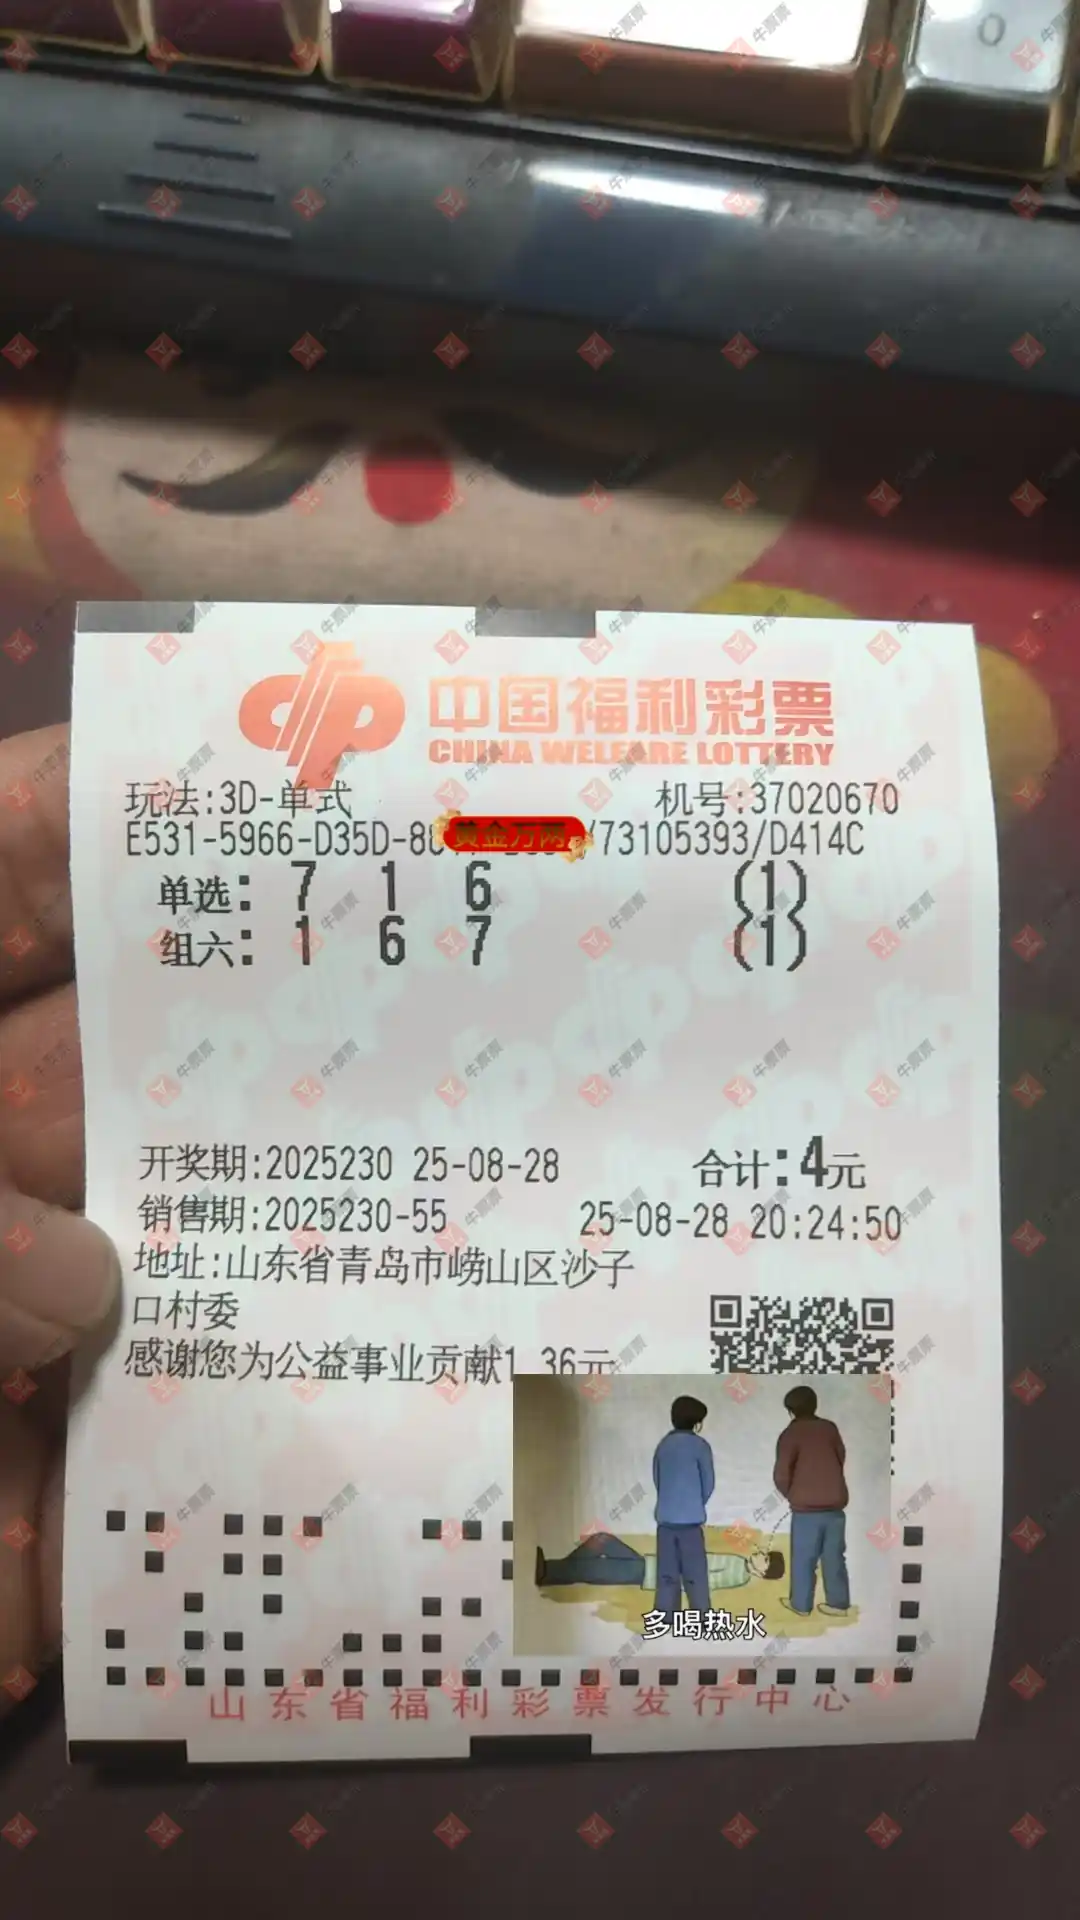 中国福利彩票
CHINA WELFARE LOTTERY
玩法:3D-单式 机号:37020670
E531-5966-D35D-8 黄金万两 /73105393/D414C
单选: 7 1 6 (1)
组六: 1 6 7 (1)
开奖期:2025230 25-08-28 合计:4元
销售期:2025230-55 25-08-28 20:24:50
地址:山东省青岛市崂山区沙子
口村委
感谢您为公益事业贡献1.36元
多喝热水
山东省福利彩票发行中心
牛票票